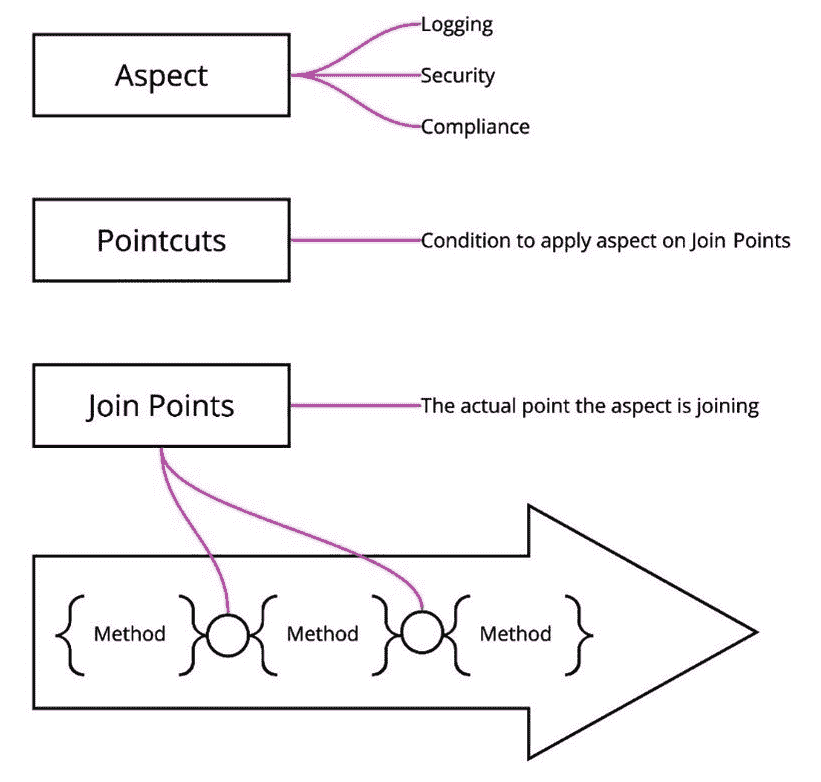 Aspect
Logging
Security
Compliance
Pointcuts
Condition to apply aspect on Join Points
Join Points
The actual point the aspect is joining
{ Method } { Method } { Method }